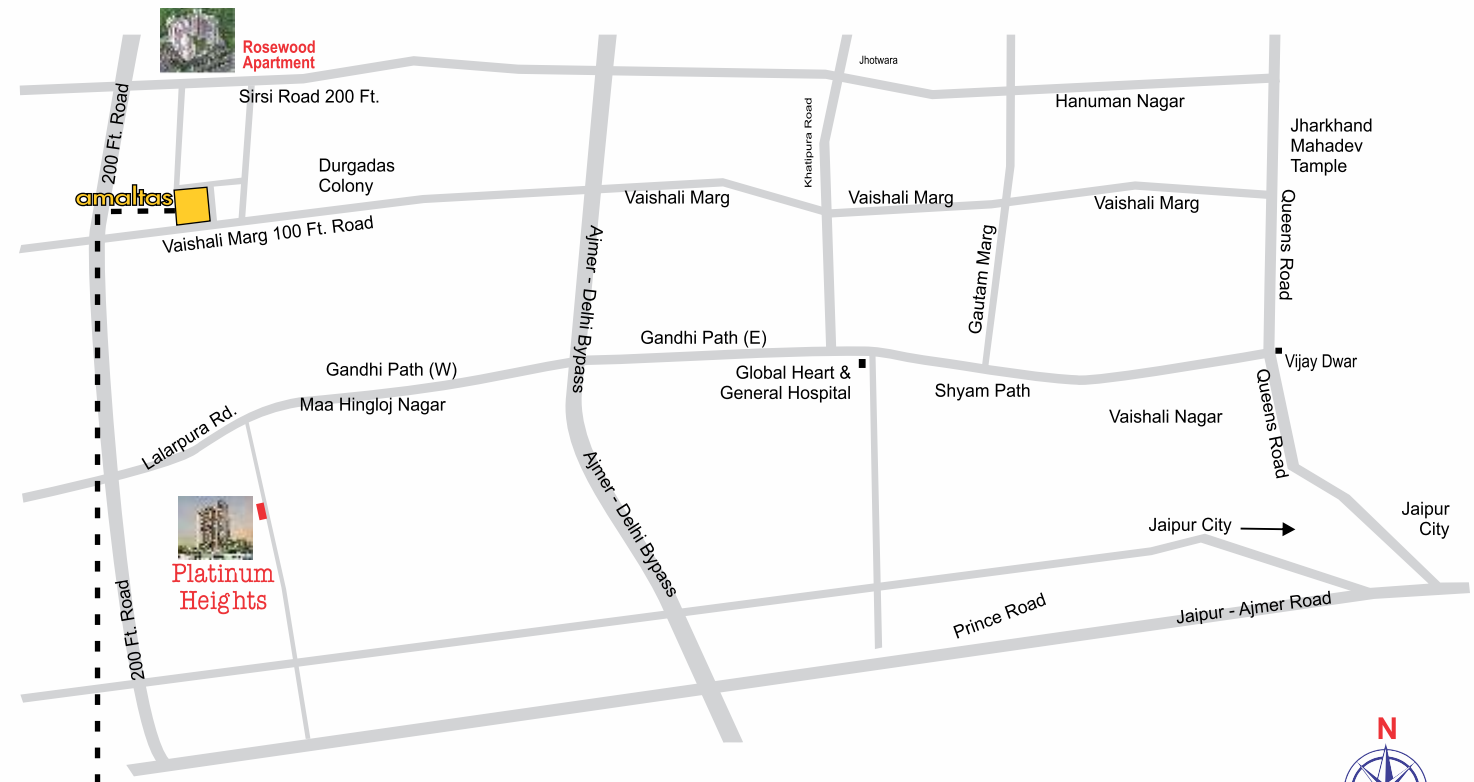 Rosewood
Apartment
Jhotwara
200 Ft. Road
Sirsi Road 200 Ft.
Khatipura Road
Hanuman Nagar
Jharkhand
Mahadev
Tample
Durgadas
Colony
amaltas
Vaishali Marg
Vaishali Marg
Vaishali Marg
Queens Road
Vaishali Marg 100 Ft. Road
Ajmer - Delhi Bypass
Gautam Marg
Gandhi Path (E)
Vijay Dwar
Gandhi Path (W)
Global Heart &
General Hospital
Shyam Path
Maa Hingloj Nagar
Vaishali Nagar
Queens Road
Lalarpura Rd.
Ajmer - Delhi Bypass
Jaipur City
Jaipur
City
Platinum
Heights
200 Ft. Road
Prince Road
Jaipur - Ajmer Road
N